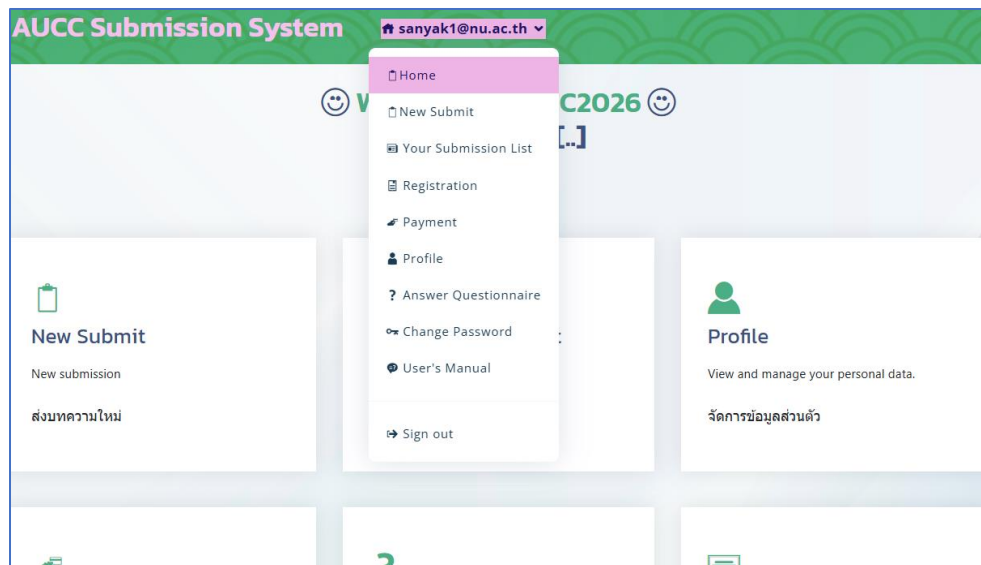 AUCC Submission System
sanyak1@nu.ac.th
Home
New Submit
Your Submission List
Registration
Payment
Profile
? Answer Questionnaire
Change Password
User's Manual
Sign out
C2026
[..]
New Submit
New submission
ส่งบทความใหม่
Profile
View and manage your personal data.
จัดการข้อมูลส่วนตัว